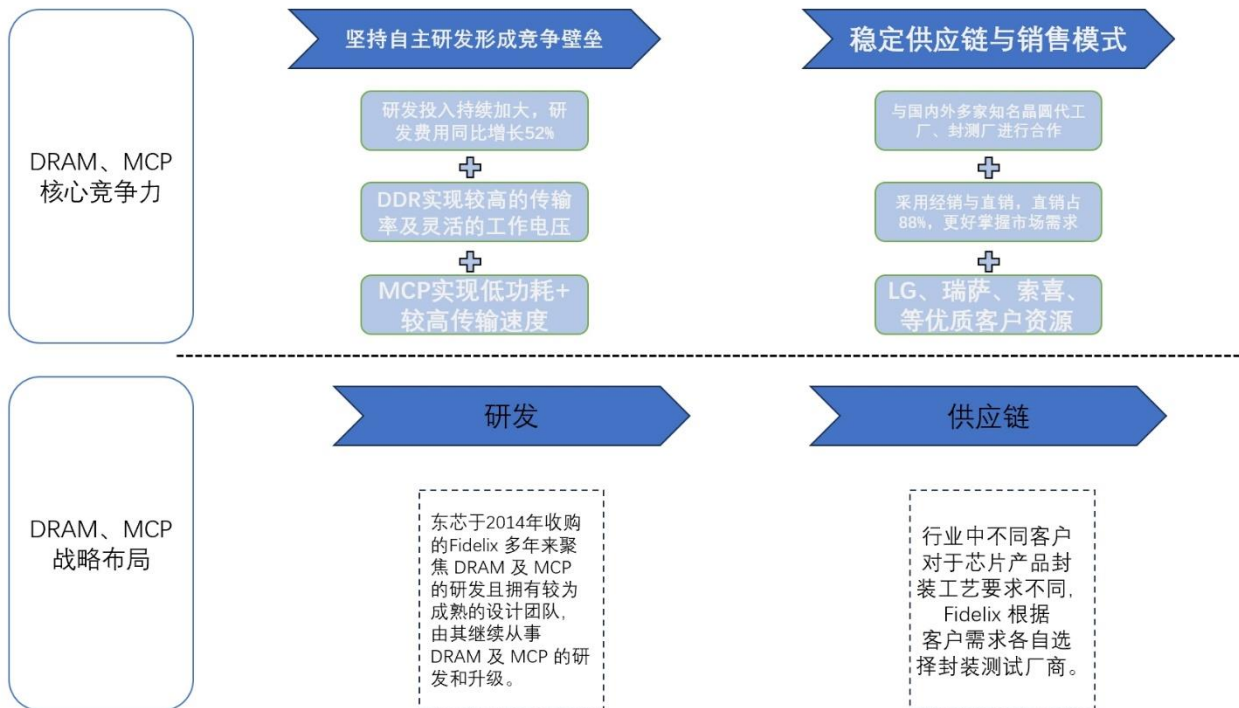 DRAM、MCP
核心竞争力
坚持自主研发形成竞争壁垒
研发投入持续加大，研
发费用同比增长52%
DDR实现较高的传输
率及灵活的工作电压
MCP实现低功耗+
较高传输速度
稳定供应链与销售模式
与国内外多家知名晶圆代工
厂、封测厂进行合作
采用经销与直销，直销占
88%，更好掌握市场需求
LG、瑞萨、索喜、
等优质客户资源
DRAM、MCP
战略布局
研发
东芯于2014年收购
的Fidelix 多年来聚
焦 DRAM 及 MCP
的研发且拥有较为
成熟的设计团队，
由其继续从事
DRAM 及 MCP 的研
发和升级。
供应链
行业中不同客户
对于芯片产品封
装工艺要求不同，
Fidelix 根据
客户需求各自选
择封装测试厂商。